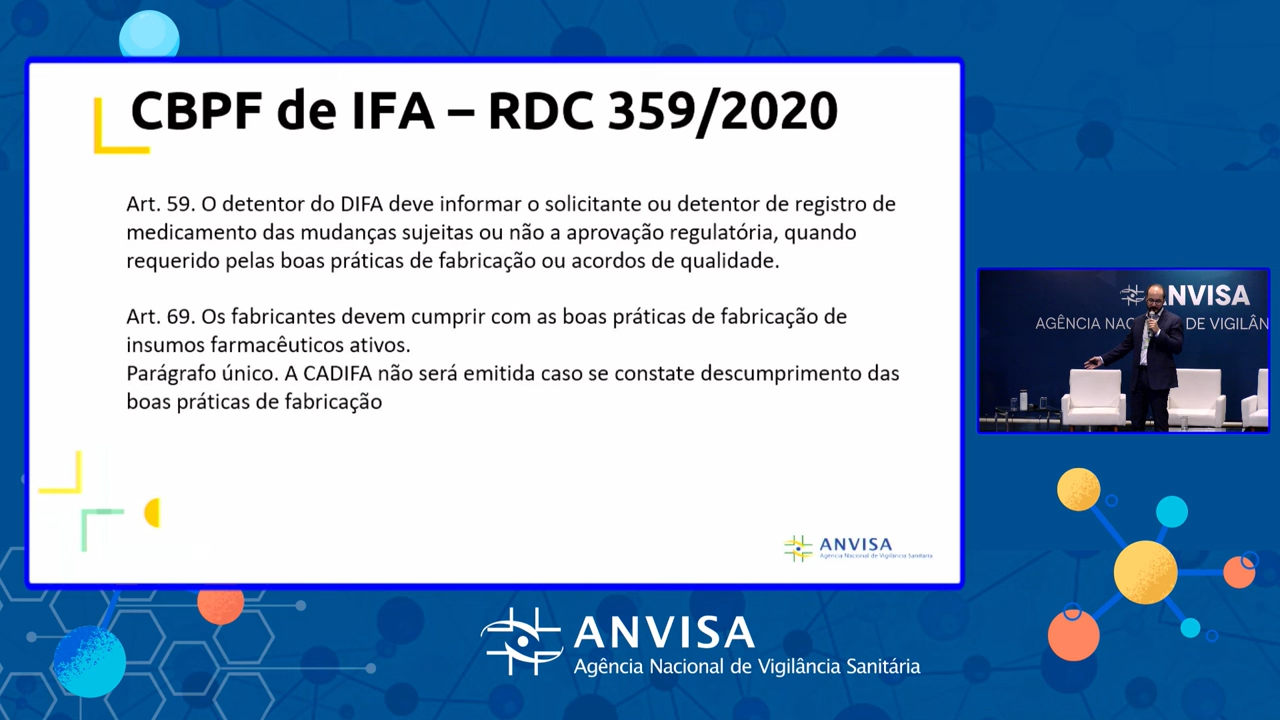 CBPF de IFA – RDC 359/2020
Art. 59. O detentor do DIFA deve informar o solicitante ou detentor de registro de
medicamento das mudanças sujeitas ou não a aprovação regulatória, quando
requerido pelas boas práticas de fabricação ou acordos de qualidade.
Art. 69. Os fabricantes devem cumprir com as boas práticas de fabricação de
insumos farmacêuticos ativos.
Parágrafo único. A CADIFA não será emitida caso se constate descumprimento das
boas práticas de fabricação
ANVISA
Agência Nacional de Vigilância Sanitária
ANVISA
AGÊNCIA NAC DE VIGILÂN
ANVISA
Agência Nacional de Vigilância Sanitária